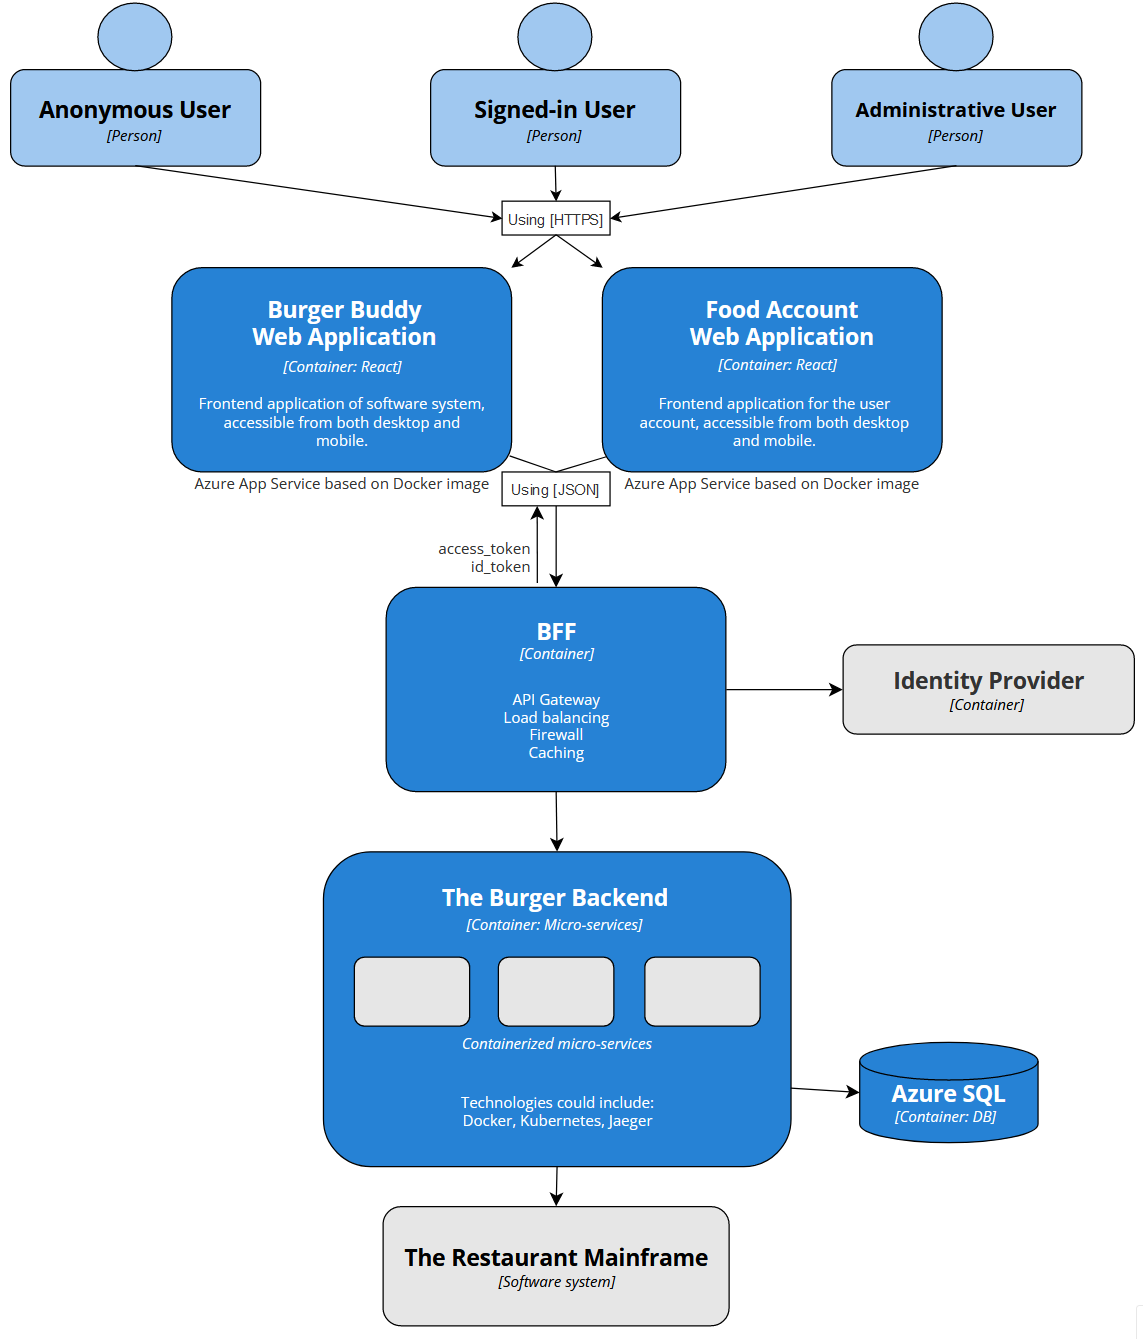 Anonymous User
[Person]
Signed-in User
[Person]
Administrative User
[Person]
Using [HTTPS]
Burger Buddy
Web Application
[Container: React]
Frontend application of software system,
accessible from both desktop and
mobile.
Azure App Service based on Docker image
Food Account
Web Application
[Container: React]
Frontend application for the user
account, accessible from both desktop
and mobile.
Azure App Service based on Docker image
Using [JSON]
access_token
id_token
BFF
[Container]
API Gateway
Load balancing
Firewall
Caching
Identity Provider
[Container]
The Burger Backend
[Container: Micro-services]
Containerized micro-services
Technologies could include:
Docker, Kubernetes, Jaeger
Azure SQL
[Container: DB]
The Restaurant Mainframe
[Software system]